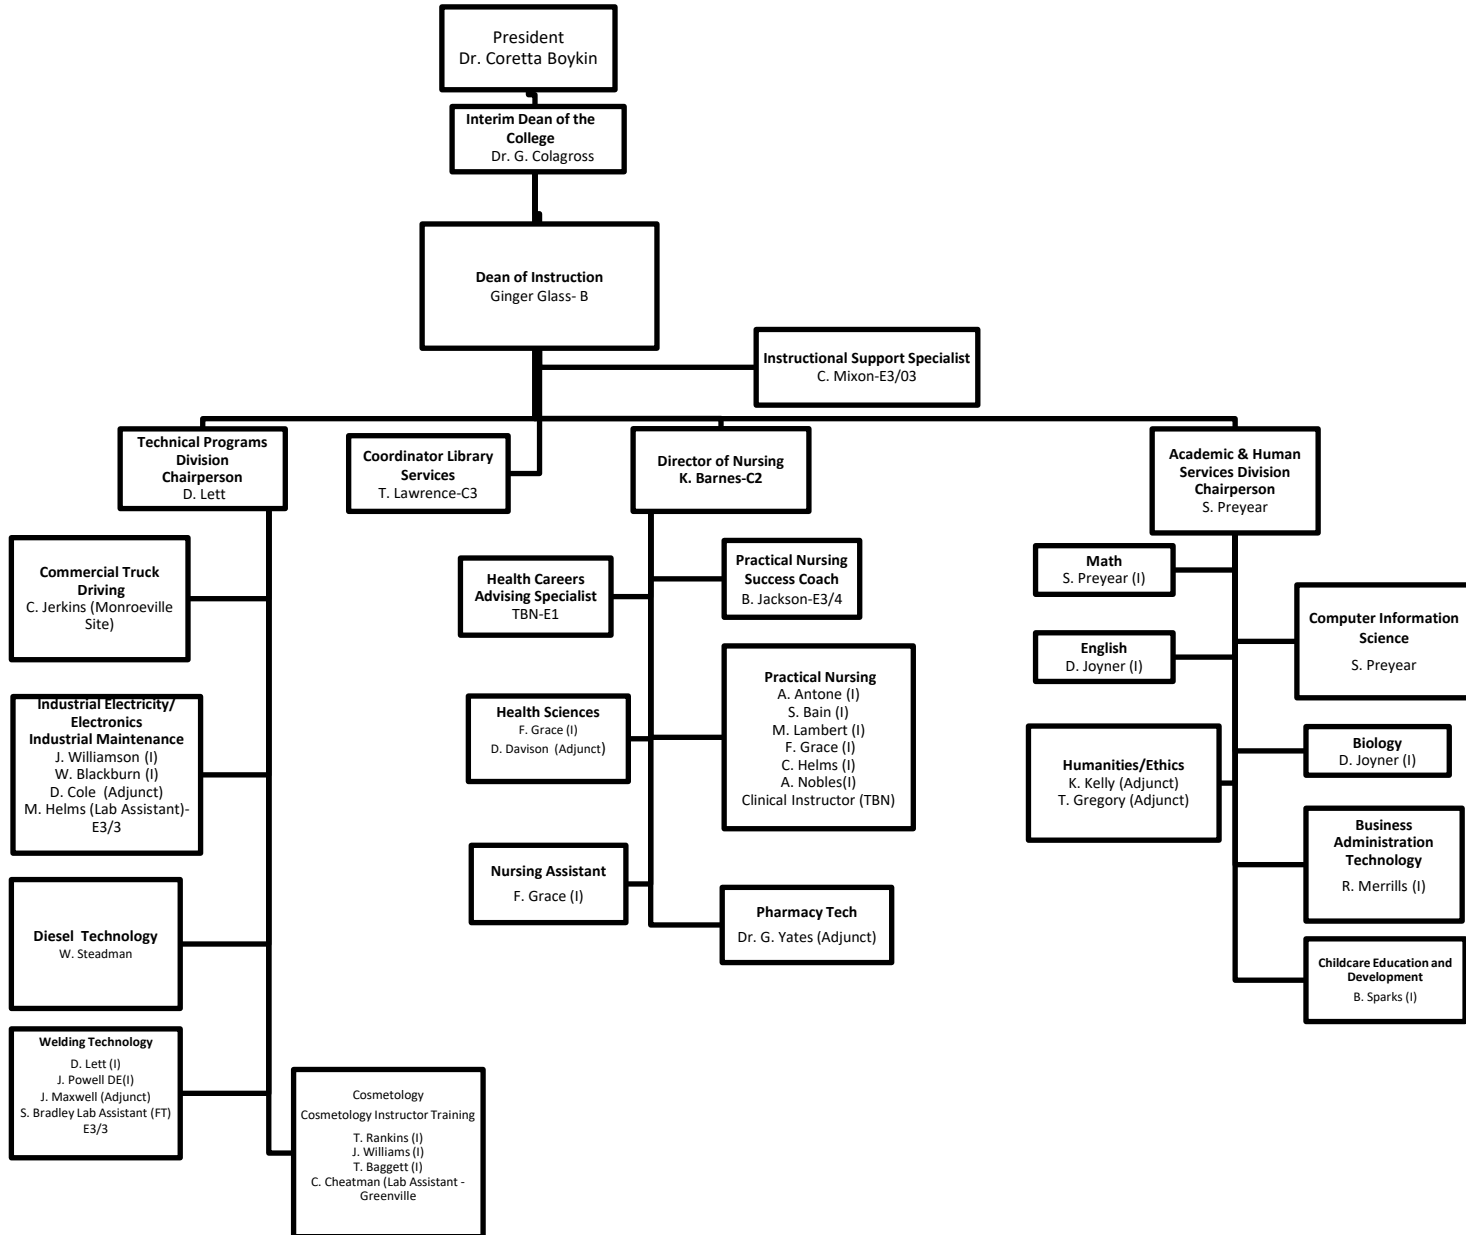 President
Dr. Coretta Boykin
Interim Dean of the
College
Dr. G. Colagross
Dean of Instruction
Ginger Glass- B
Instructional Support Specialist
C. Mixon-E3/03
Technical Programs
Division
Chairperson
D. Lett
Coordinator Library
Services
T. Lawrence-C3
Director of Nursing
K. Barnes-C2
Academic & Human
Services Division
Chairperson
S. Preyear
Commercial Truck
Driving
C. Jerkins (Monroeville
Site)
Industrial Electricity/
Electronics
Industrial Maintenance
J. Williamson (I)
W. Blackburn (I)
D. Cole (Adjunct)
M. Helms (Lab Assistant)-
E3/3
Diesel Technology
W. Steadman
Welding Technology
D. Lett (I)
J. Powell DE(I)
J. Maxwell (Adjunct)
S. Bradley Lab Assistant (FT)
E3/3
Cosmetology
Cosmetology Instructor Training
T. Rankins (I)
J. Williams (I)
T. Baggett (I)
C. Cheatman (Lab Assistant -
Greenville
Health Careers
Advising Specialist
TBN-E1
Practical Nursing
Success Coach
B. Jackson-E3/4
Health Sciences
F. Grace (I)
D. Davison (Adjunct)
Practical Nursing
A. Antone (I)
S. Bain (I)
M. Lambert (I)
F. Grace (I)
C. Helms (I)
A. Nobles(I)
Clinical Instructor (TBN)
Nursing Assistant
F. Grace (I)
Pharmacy Tech
Dr. G. Yates (Adjunct)
Math
S. Preyear (I)
Computer Information
Science
S. Preyear
English
D. Joyner (I)
Humanities/Ethics
K. Kelly (Adjunct)
T. Gregory (Adjunct)
Biology
D. Joyner (I)
Business
Administration
Technology
R. Merrills (I)
Childcare Education and
Development
B. Sparks (I)